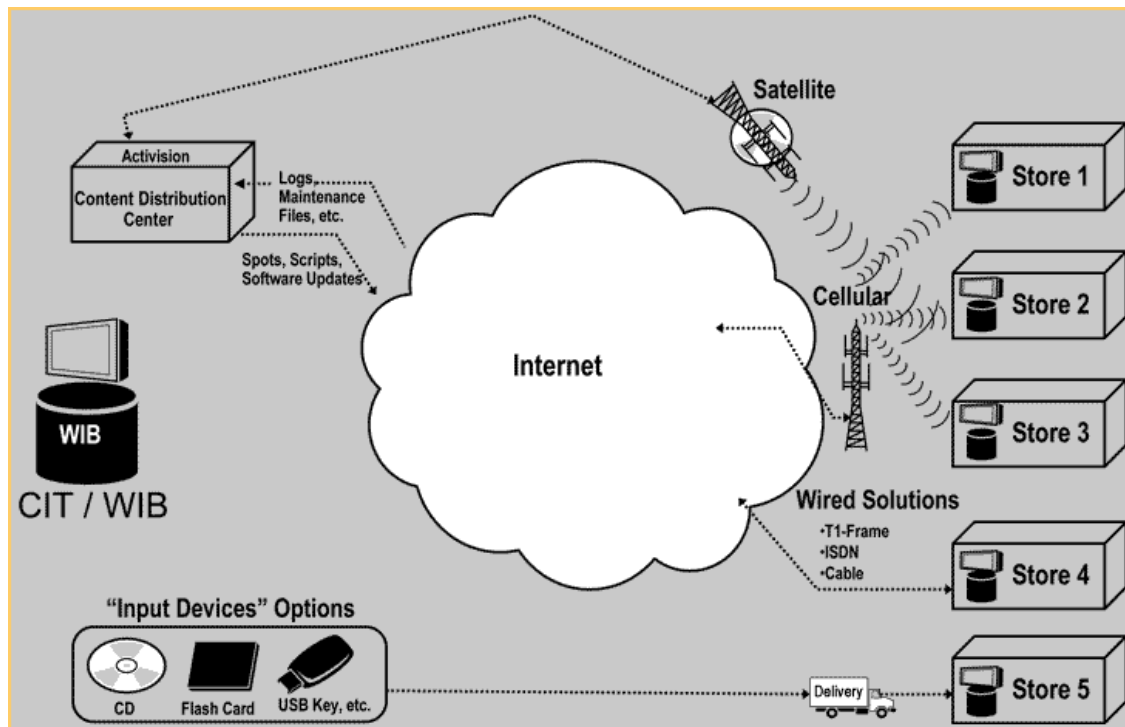 Satellite
Activision
Content Distribution
Center
Logs,
Maintenance
Files, etc.
Spots, Scripts,
Software Updates
Store 1
Cellular
Store 2
Internet
Store 3
WIB
CIT / WIB
Wired Solutions
•T1-Frame
•ISDN
•Cable
Store 4
“Input Devices” Options
CD
Flash Card
USB Key, etc.
Delivery
Store 5